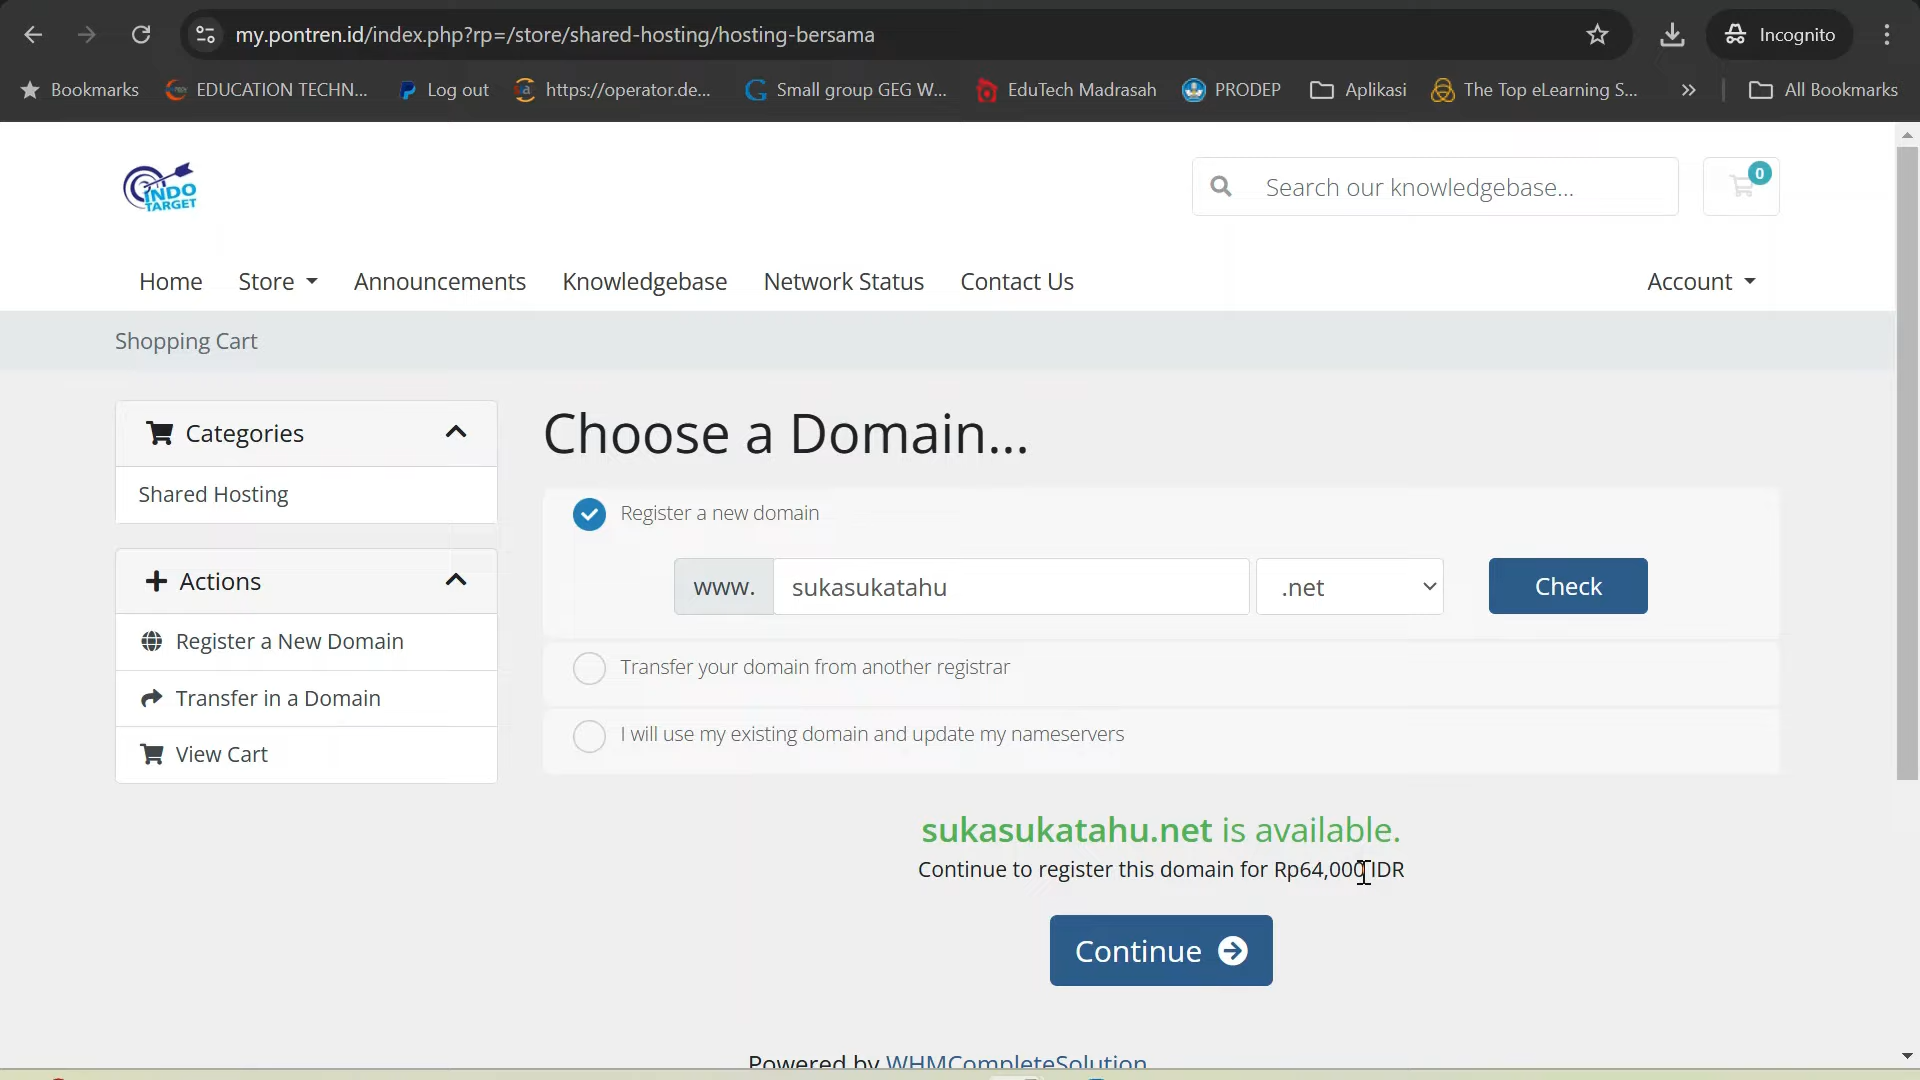 my.pontren.id/index.php?rp=/store/shared-hosting/hosting-bersama
Incognito
Bookmarks
EDUCATION TECHN...
Log out
https://operator.de...
Small group GEG W...
EduTech Madrasah
PRODEP
Aplikasi
The Top eLearning S...
All Bookmarks
INDO
TARGET
Search our knowledgebase...
0
Home
Store
Announcements
Knowledgebase
Network Status
Contact Us
Account
Shopping Cart
Categories
Shared Hosting
Actions
Register a New Domain
Transfer in a Domain
View Cart
Choose a Domain...
Register a new domain
www.
sukasukatahu
.net
Check
Transfer your domain from another registrar
I will use my existing domain and update my nameservers
sukasukatahu.net is available.
Continue to register this domain for Rp64,000 IDR
Continue
Powered by WHMCompleteSolution